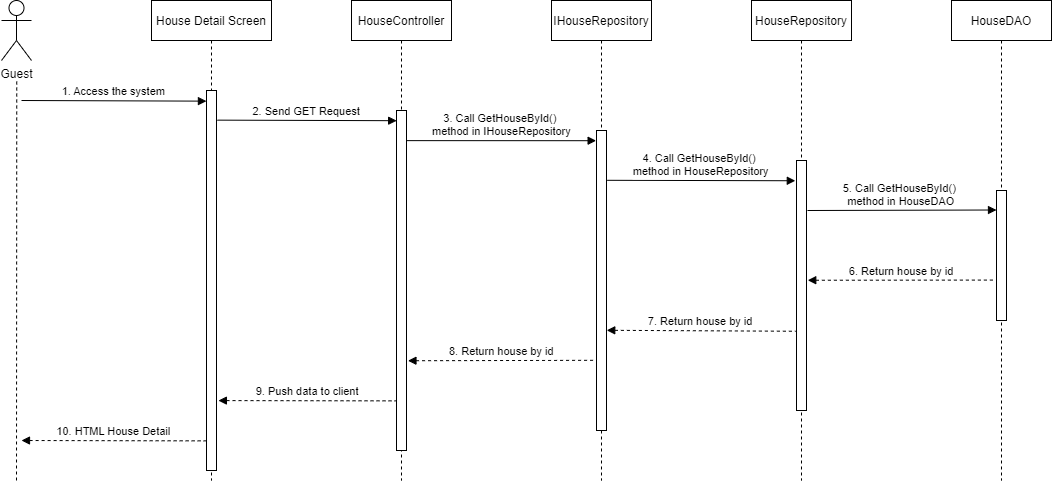 House Detail Screen
HouseController
IHouseRepository
HouseRepository
HouseDAO
Guest
1. Access the system
2. Send GET Request
3. Call GetHouseById()
method in IHouseRepository
4. Call GetHouseById()
method in HouseRepository
5. Call GetHouseById()
method in HouseDAO
6. Return house by id
7. Return house by id
8. Return house by id
9. Push data to client
10. HTML House Detail